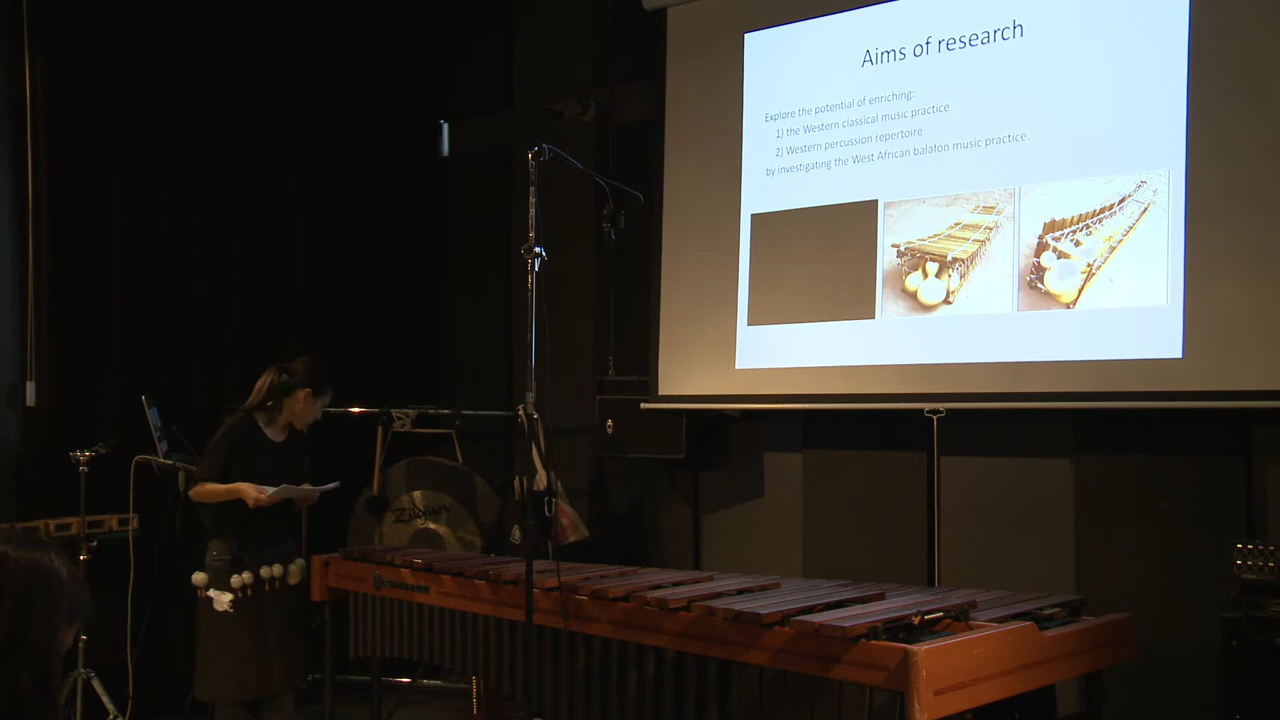 Aims of research
Explore the potential of enriching:
1) the Western classical music practice
2) Western percussion repertoire
by investigating the West African balafon music practice.
Zildjian